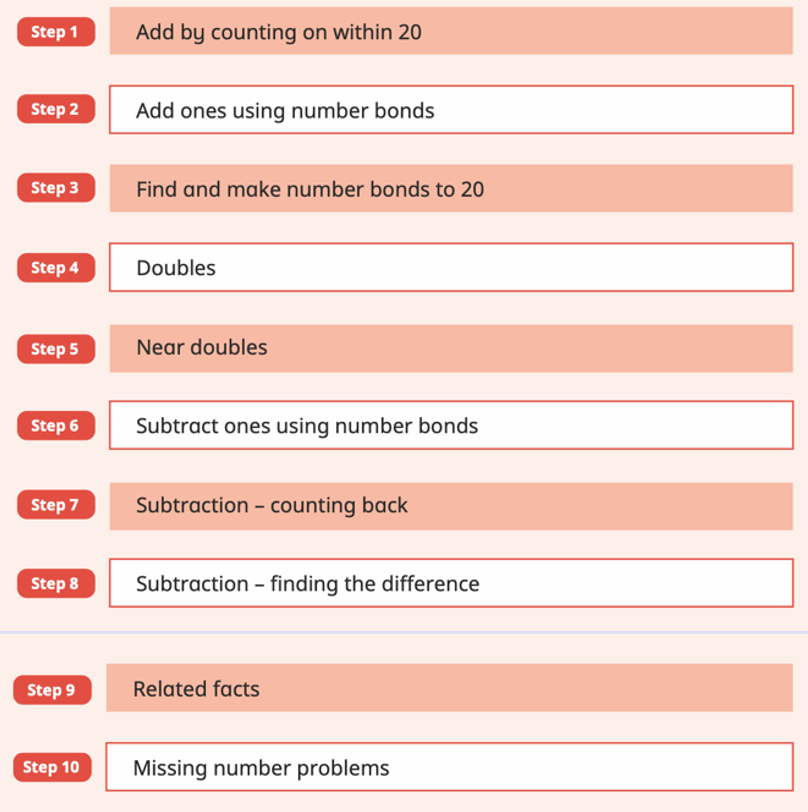 Step 1 Add by counting on within 20
Step 2 Add ones using number bonds
Step 3 Find and make number bonds to 20
Step 4 Doubles
Step 5 Near doubles
Step 6 Subtract ones using number bonds
Step 7 Subtraction – counting back
Step 8 Subtraction – finding the difference
Step 9 Related facts
Step 10 Missing number problems